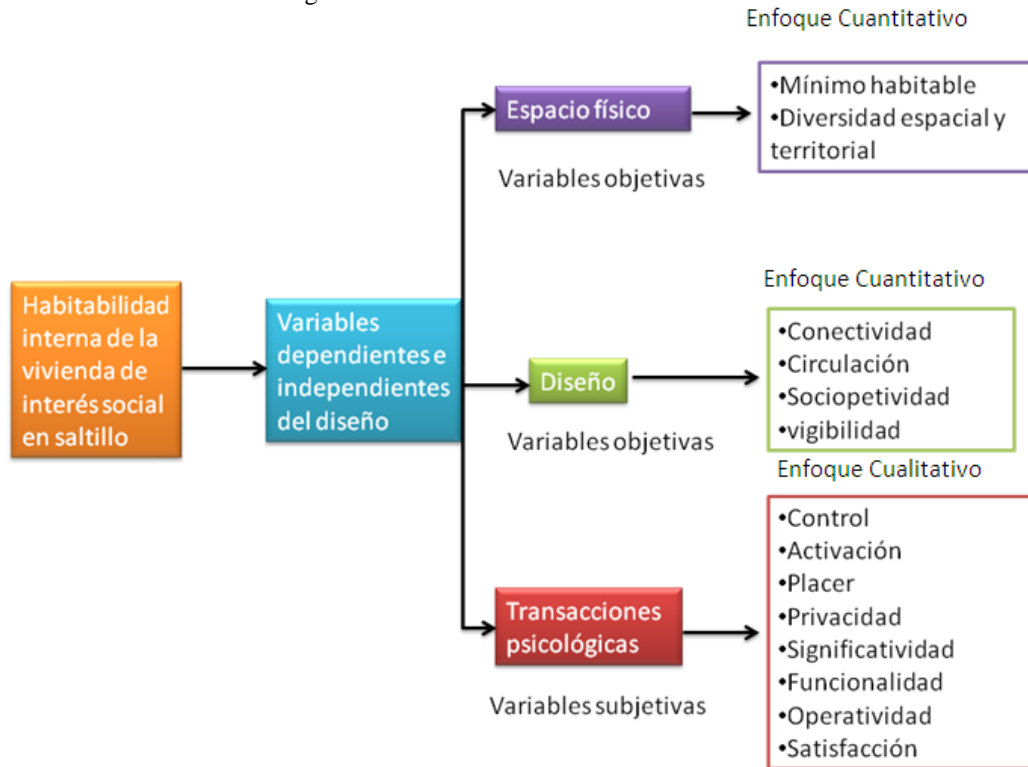 Enfoque Cuantitativo
Espacio físico
•Mínimo habitable
•Diversidad espacial y
territorial
Variables objetivas
Habitabilidad
interna de la
vivienda de
interés social
en saltillo
Variables
dependientes e
independientes
del diseño
Enfoque Cuantitativo
Diseño
•Conectividad
•Circulación
•Sociopetividad
•vigibilidad
Variables objetivas
Enfoque Cualitativo
Transacciones
psicológicas
•Control
•Activación
•Placer
•Privacidad
•Significatividad
•Funcionalidad
•Operatividad
•Satisfacción
Variables subjetivas